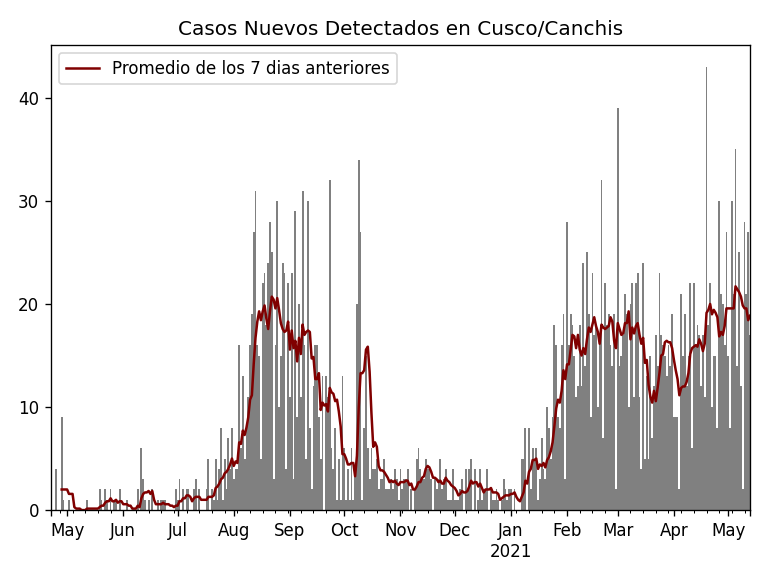 Casos Nuevos Detectados en Cusco/Canchis
Promedio de los 7 dias anteriores
40
30
20
10
0
May Jun Jul Aug Sep Oct Nov Dec Jan Feb Mar Apr May
2021